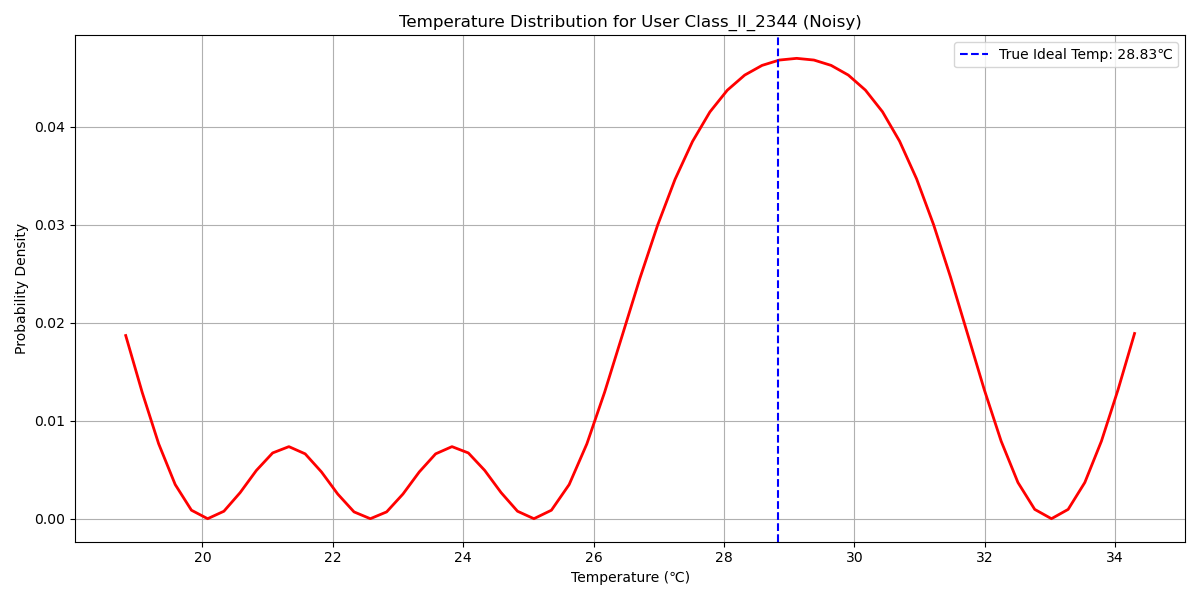 Temperature Distribution for User Class_II_2344 (Noisy)
True Ideal Temp: 28.83℃
Probability Density
0.04
0.03
0.02
0.01
0.00
20 22 24 26 28 30 32 34
Temperature (℃)